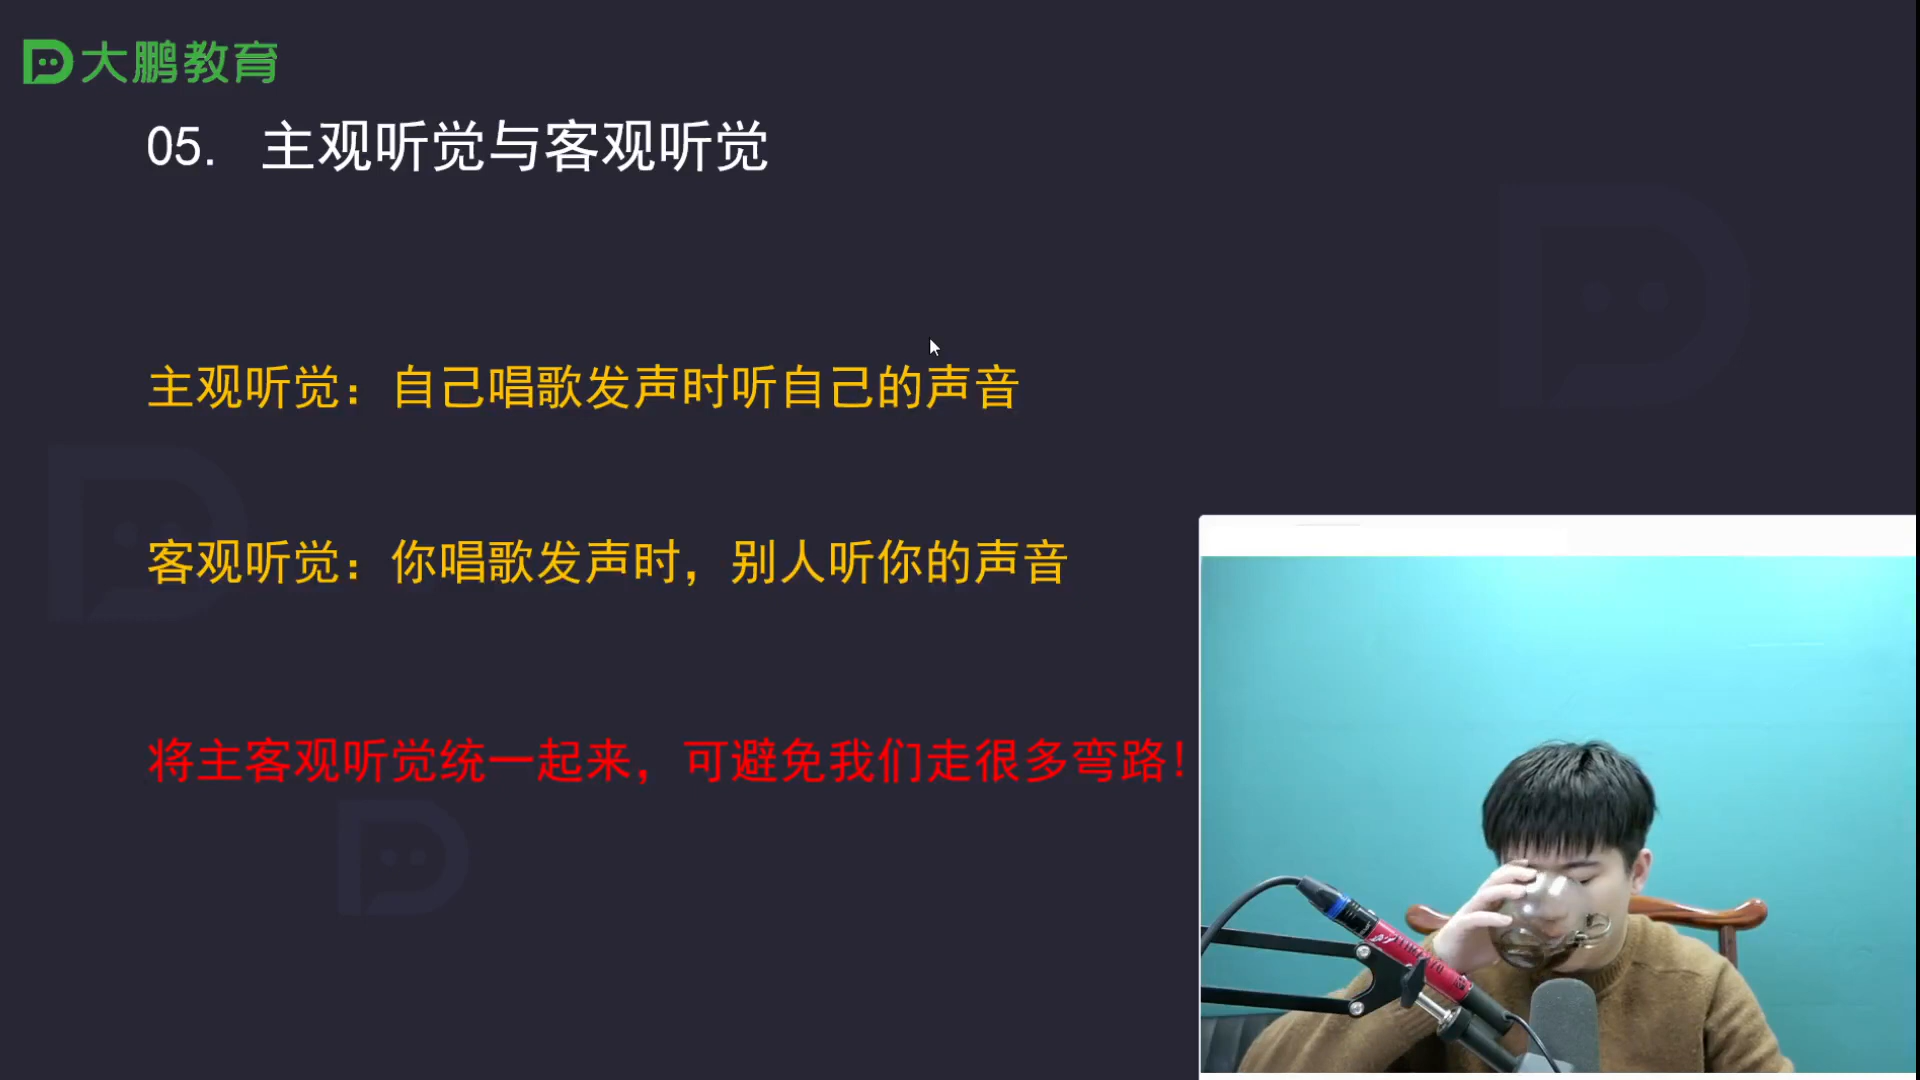 大鹏教育
05. 主观听觉与客观听觉
主观听觉：自己唱歌发声时听自己的声音
客观听觉：你唱歌发声时，别人听你的声音
将主客观听觉统一起来，可避免我们走很多弯路！